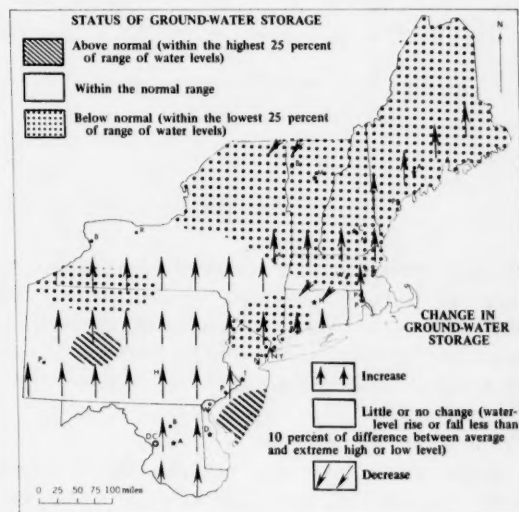 STATUS OF GROUND-WATER STORAGE
Above normal (within the highest 25 percent
of range of water levels)
Within the normal range
Below normal (within the lowest 25 percent
of range of water levels)
N
B
R
P
H
P
T
N
NY
B
DC
A
D
CHANGE IN
GROUND-WATER
STORAGE
Increase
Little or no change (water-
level rise or fall less than
10 percent of difference between average
and extreme high or low level)
Decrease
0 25 50 75 100 miles